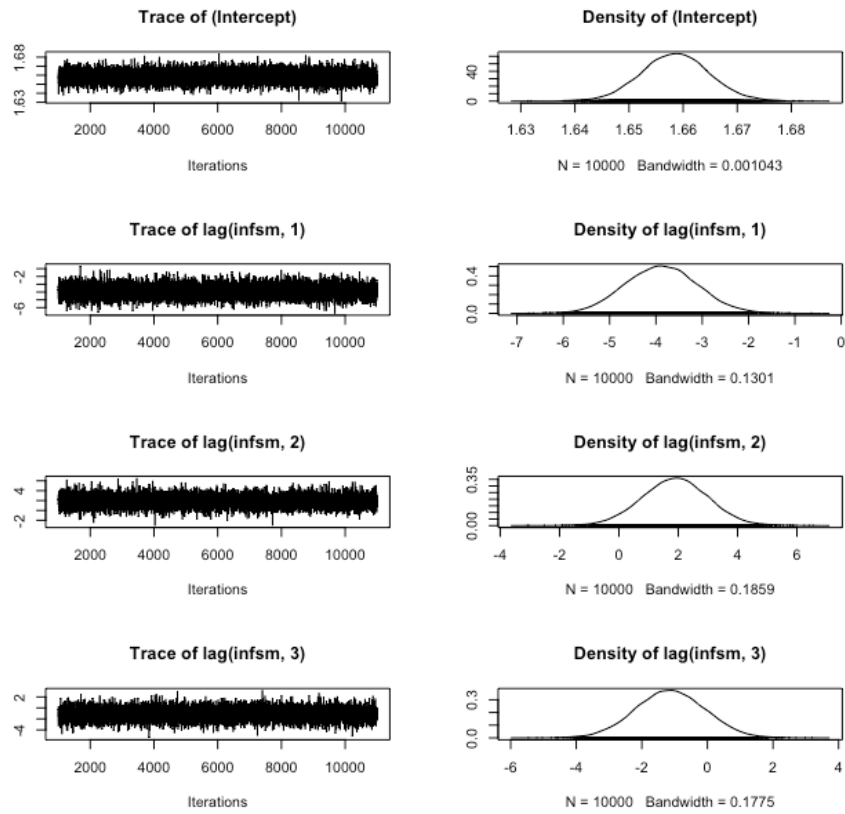 Trace of (Intercept)
1.63 1.68
2000 4000 6000 8000 10000
Iterations
Density of (Intercept)
0 40
1.63 1.64 1.65 1.66 1.67 1.68
N = 10000 Bandwidth = 0.001043
Trace of lag(infsm, 1)
-6 -2
2000 4000 6000 8000 10000
Iterations
Density of lag(infsm, 1)
0.0 0.4
-7 -6 -5 -4 -3 -2 -1 0
N = 10000 Bandwidth = 0.1301
Trace of lag(infsm, 2)
-2 4
2000 4000 6000 8000 10000
Iterations
Density of lag(infsm, 2)
0.00 0.35
-4 -2 0 2 4 6
N = 10000 Bandwidth = 0.1859
Trace of lag(infsm, 3)
-4 2
2000 4000 6000 8000 10000
Iterations
Density of lag(infsm, 3)
0.0 0.3
-6 -4 -2 0 2 4
N = 10000 Bandwidth = 0.1775